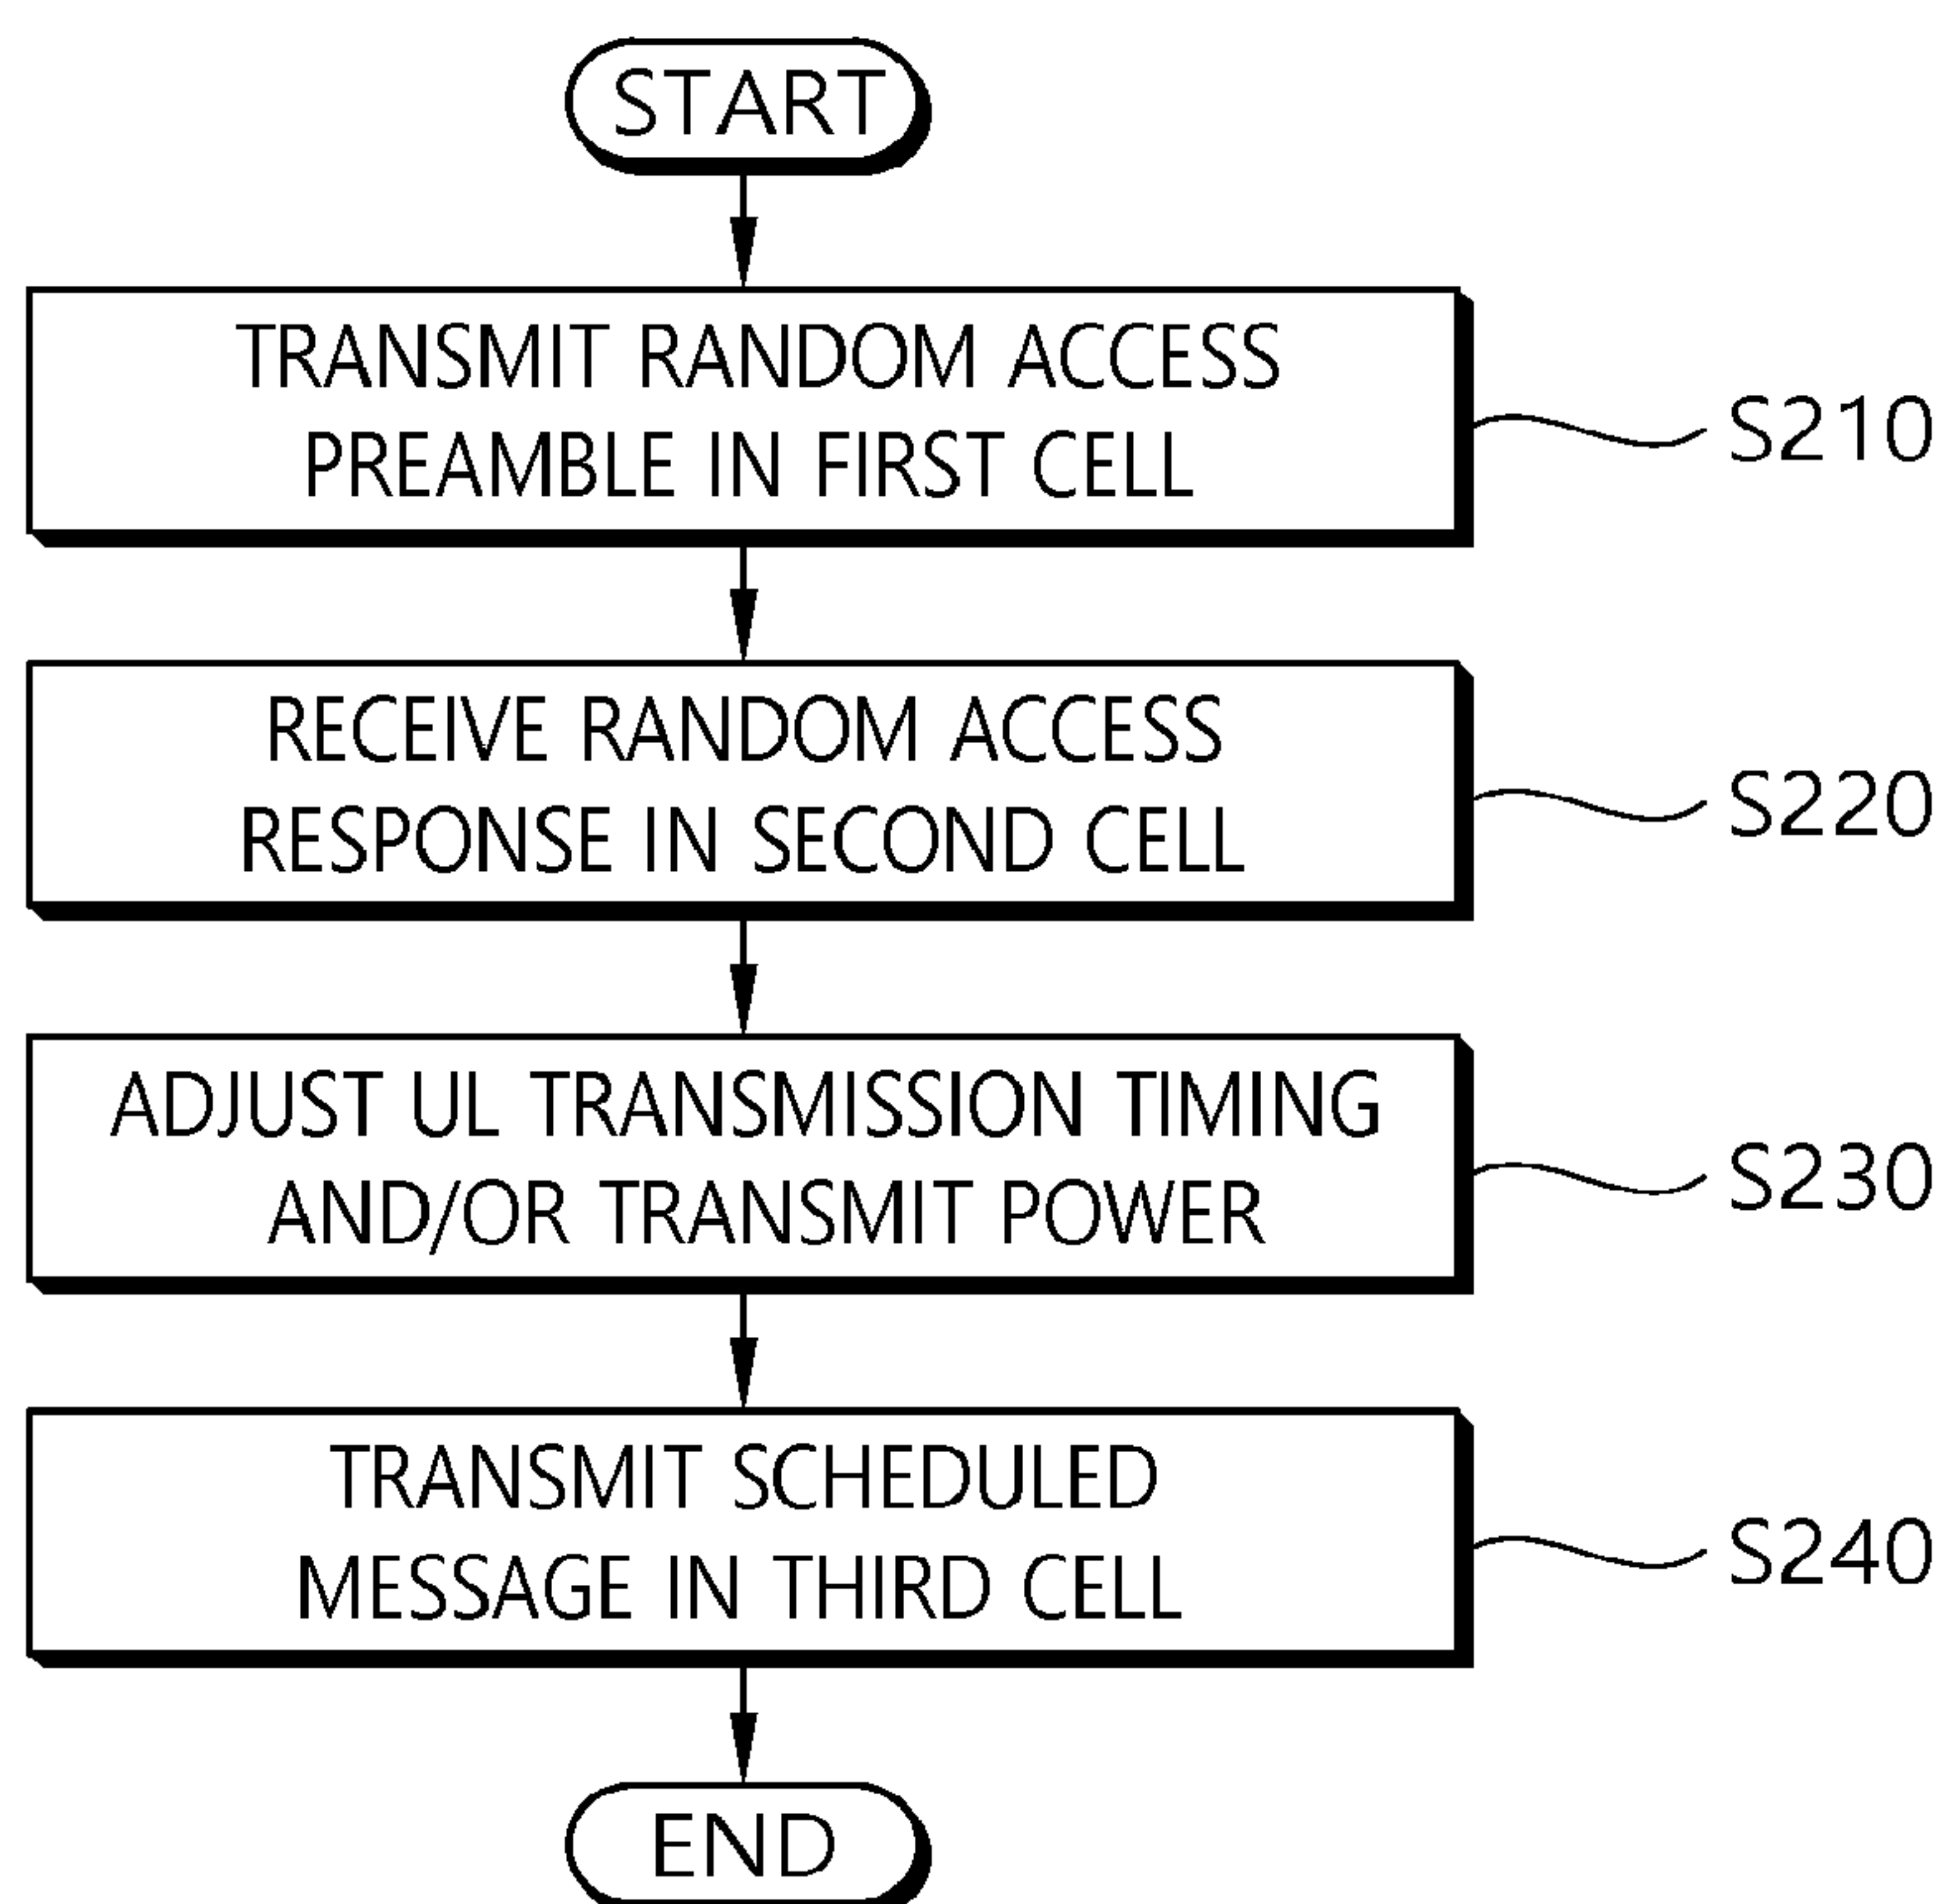 START
TRANSMIT RANDOM ACCESS
PREAMBLE IN FIRST CELL
S210
RECEIVE RANDOM ACCESS
RESPONSE IN SECOND CELL
S220
ADJUST UL TRANSMISSION TIMING
AND/OR TRANSMIT POWER
S230
TRANSMIT SCHEDULED
MESSAGE IN THIRD CELL
S240
END